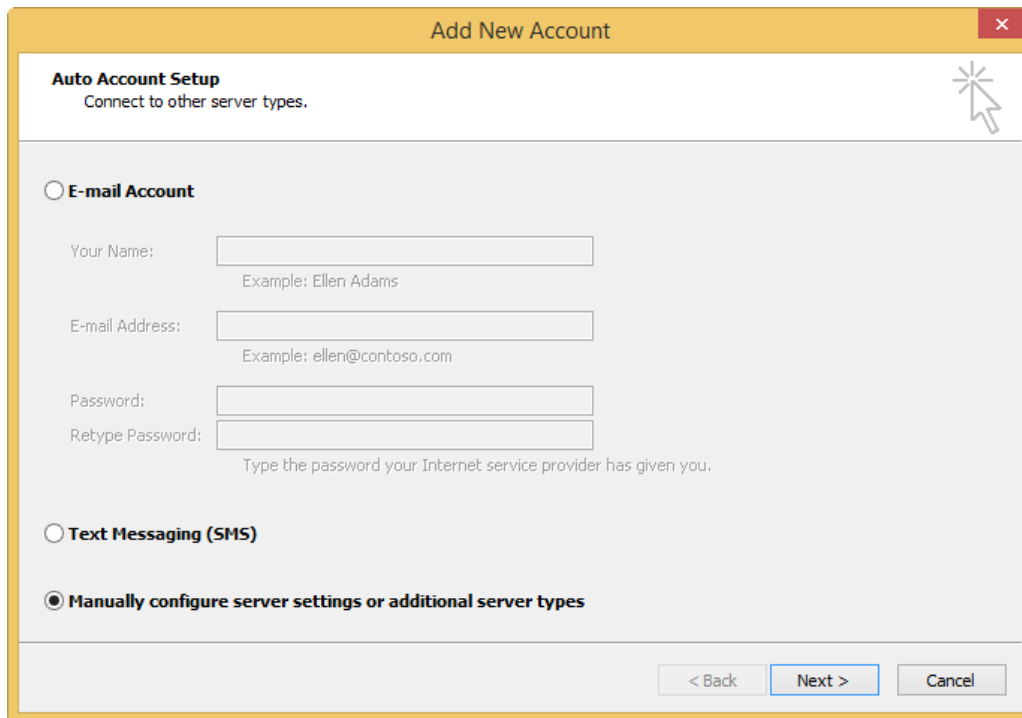 Add New Account
Auto Account Setup
Connect to other server types.
E-mail Account
Your Name:
Example: Ellen Adams
E-mail Address:
Example: ellen@contoso.com
Password:
Retype Password:
Type the password your Internet service provider has given you.
Text Messaging (SMS)
Manually configure server settings or additional server types
< Back Next > Cancel